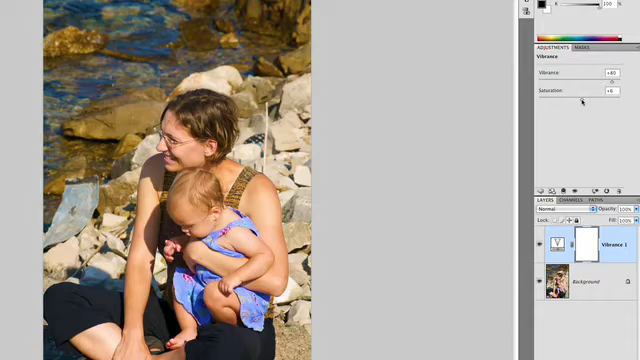 100
ADJUSTMENTS MASKS
Vibrance
Vibrance: +80
Saturation: +6
LAYERS CHANNELS PATHS
Normal Opacity: 100%
Lock: Fill: 100%
Vibrance 1
Background